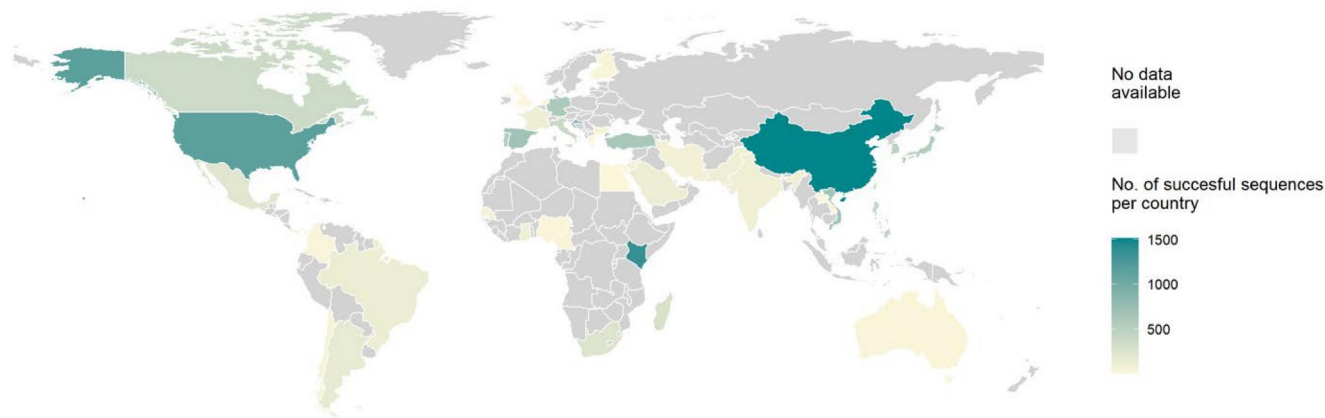 No data
available
No. of succesful sequences
per country
1500
1000
500